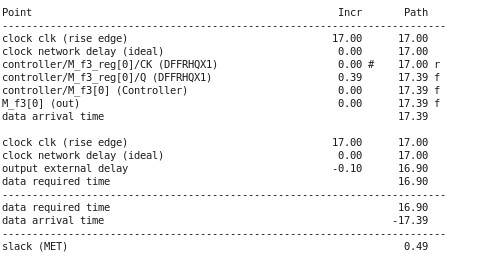 Point Incr Path
--------------------------------------------------------------------------
clock clk (rise edge) 17.00 17.00
clock network delay (ideal) 0.00 17.00
controller/M_f3_reg[0]/CK (DFFRHQX1) 0.00 # 17.00 r
controller/M_f3_reg[0]/Q (DFFRHQX1) 0.39 17.39 f
controller/M_f3[0] (Controller) 0.00 17.39 f
M_f3[0] (out) 0.00 17.39 f
data arrival time 17.39
clock clk (rise edge) 17.00 17.00
clock network delay (ideal) 0.00 17.00
output external delay -0.10 16.90
data required time 16.90
--------------------------------------------------------------------------
data required time 16.90
data arrival time -17.39
--------------------------------------------------------------------------
slack (MET) 0.49